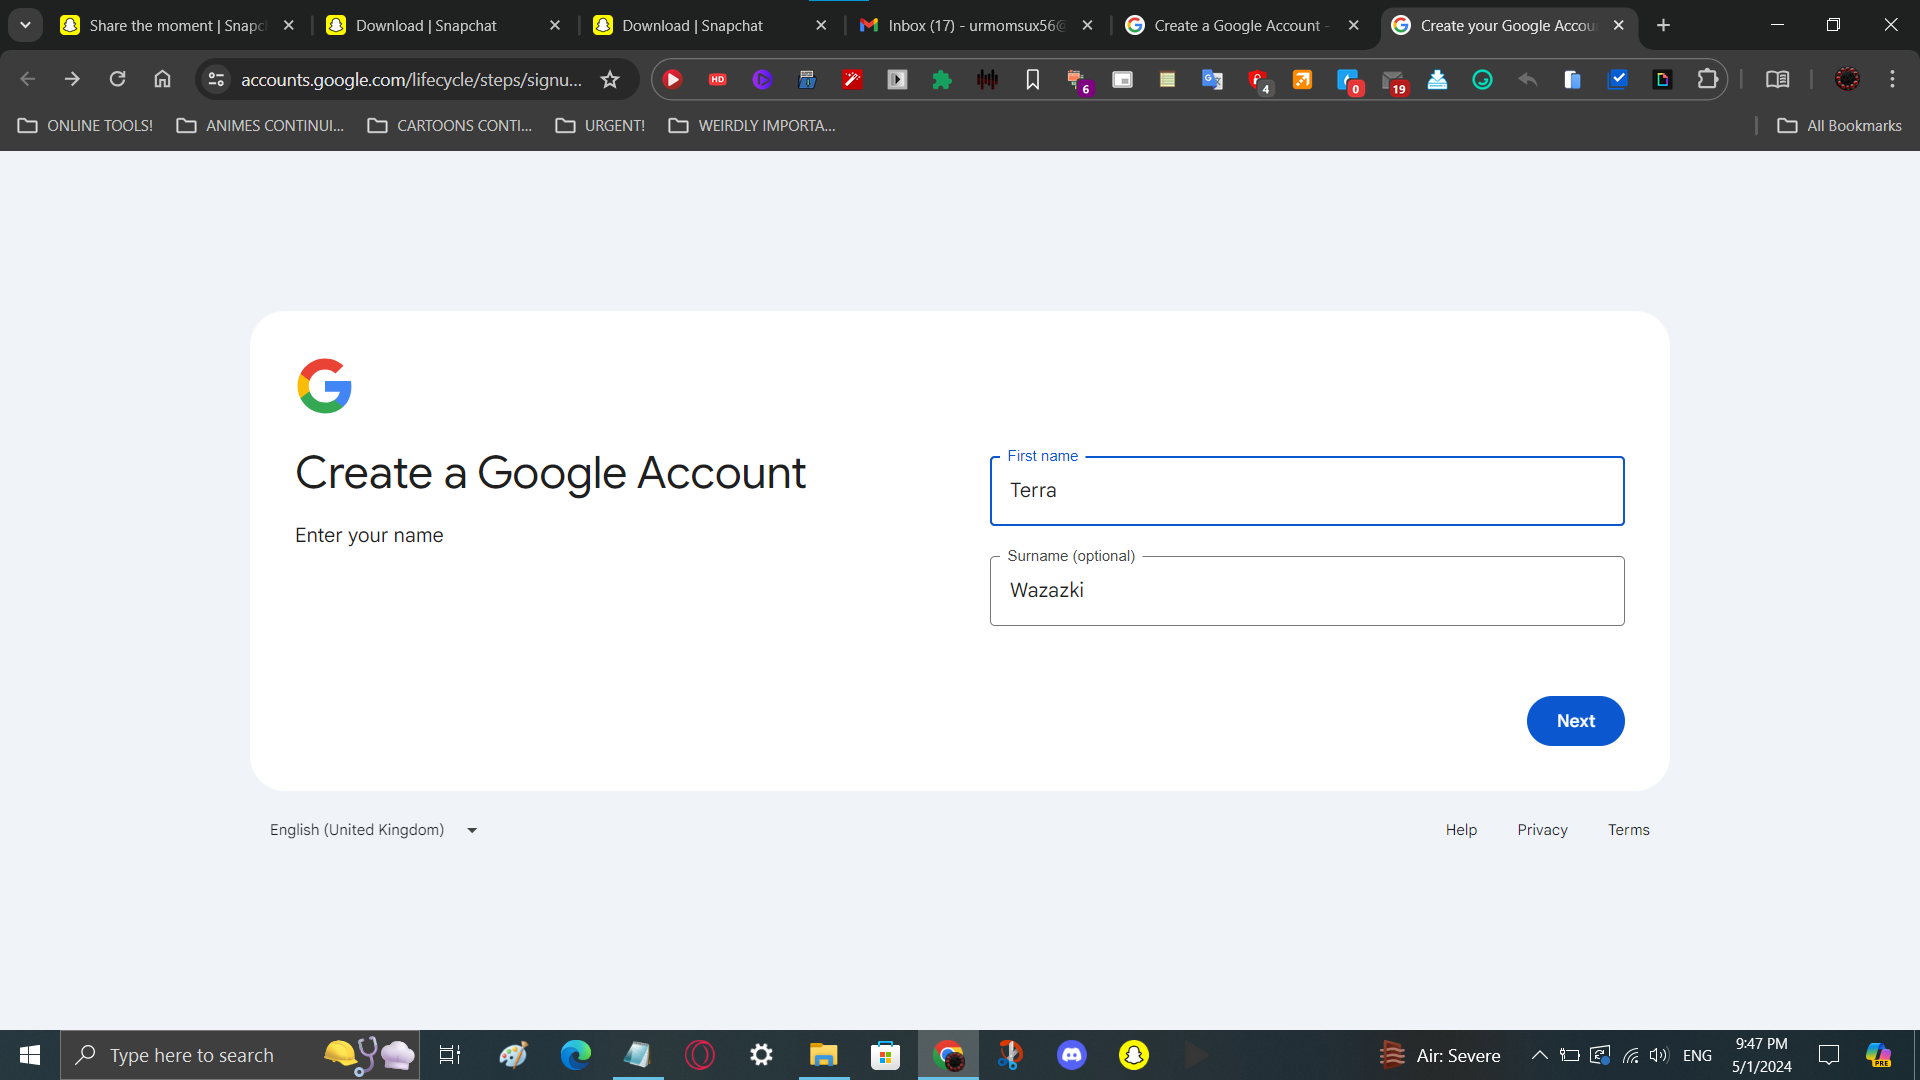 Share the moment | Snapc
Download | Snapchat
Download | Snapchat
Inbox (17) - urmomsux56@
Create a Google Account -
Create your Google Accou
accounts.google.com/lifecycle/steps/signu...
HD
6
4
0
19
ONLINE TOOLS!
ANIMES CONTINUI...
CARTOONS CONTI...
URGENT!
WEIRDLY IMPORTA...
All Bookmarks
Create a Google Account
Enter your name
First name
Terra
Surname (optional)
Wazazki
Next
English (United Kingdom)
Help
Privacy
Terms
Type here to search
Air: Severe
ENG
9:47 PM
5/1/2024
PRE